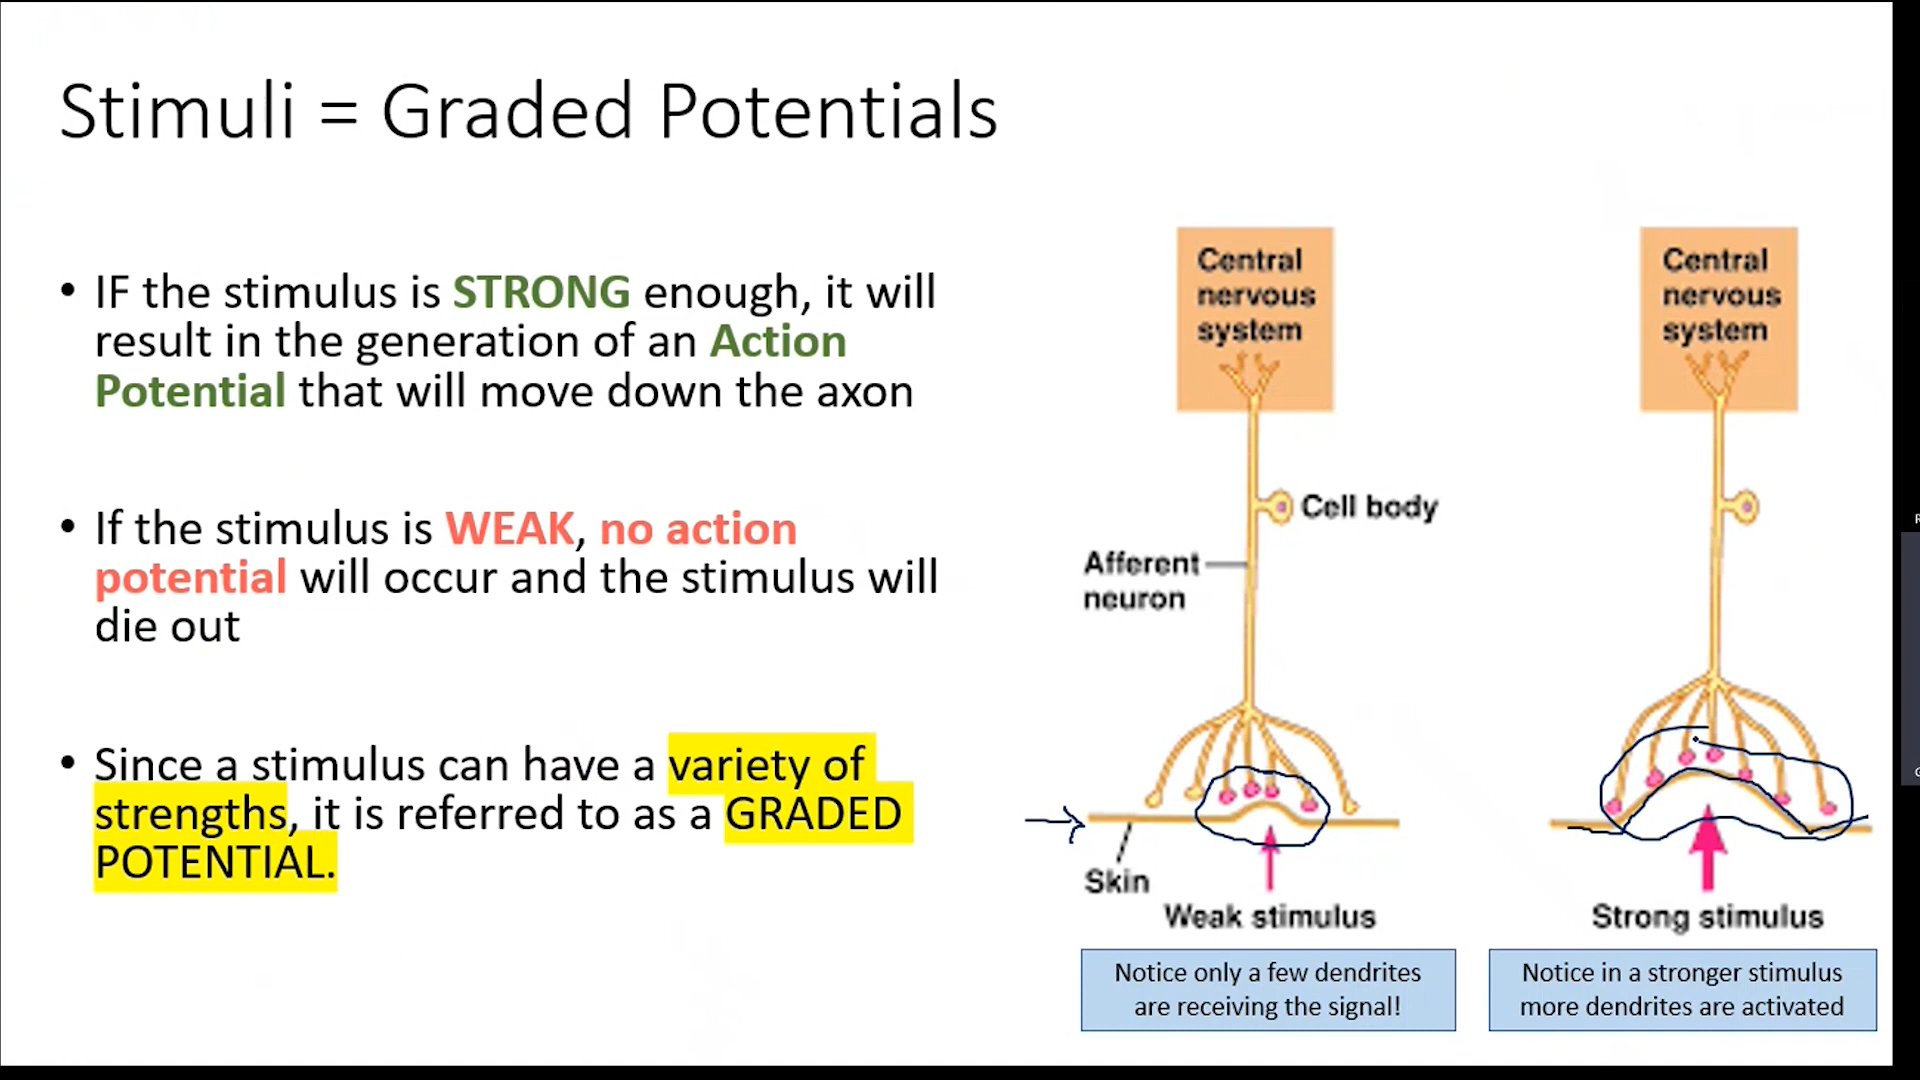 Stimuli = Graded Potentials
• IF the stimulus is STRONG enough, it will
result in the generation of an Action
Potential that will move down the axon
• If the stimulus is WEAK, no action
potential will occur and the stimulus will
die out
• Since a stimulus can have a variety of
strengths, it is referred to as a GRADED
POTENTIAL.
Central
nervous
system
Cell body
Afferent
neuron
Skin
Weak stimulus
Notice only a few dendrites
are receiving the signal!
Central
nervous
system
Strong stimulus
Notice in a stronger stimulus
more dendrites are activated